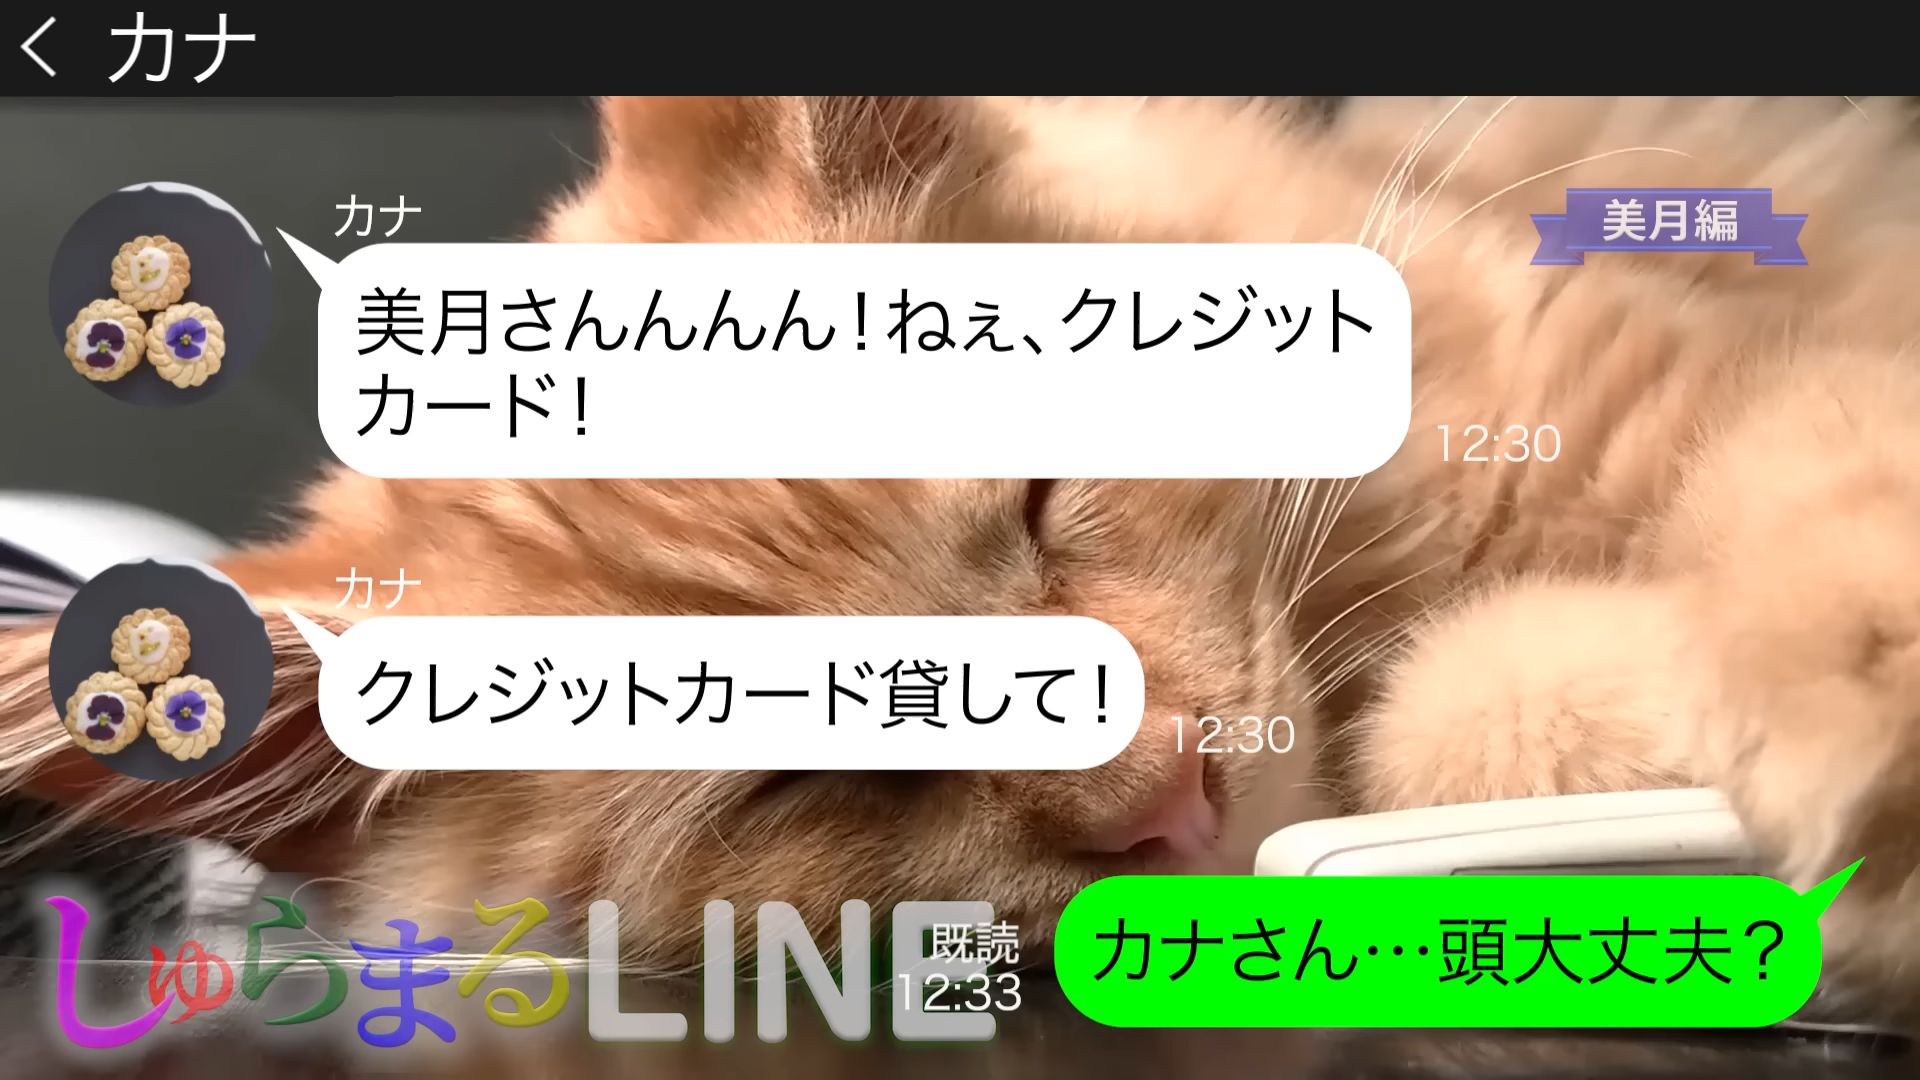 カナ
カナ
美月編
美月さんんんん!ねぇ、クレジット
カード!
12:30
カナ
クレジットカード貸して!
12:30
カナさん…頭大丈夫?
既読
12:33
しゅらまるLINE